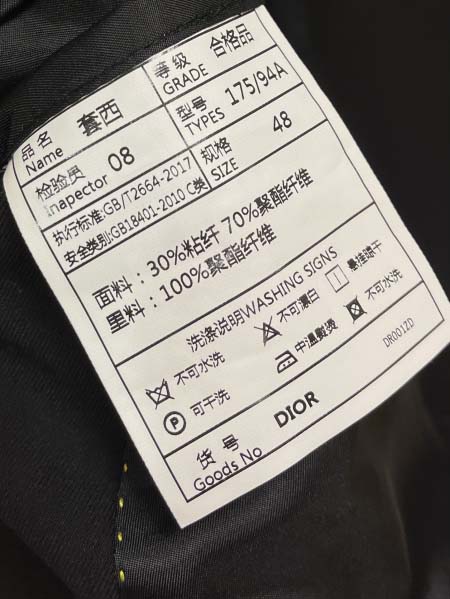 品名 Name 套西 等级 GRADE 合格品
检验员 Inapector 08 型号 TYPES 175/94A
执行标准:GB/T2664-2017
安全类别:GB18401-2010 C类
规格 SIZE 48
面料：30%粘纤 70%聚酯纤维
里料：100%聚酯纤维
洗涤说明WASHING SIGNS
不可水洗 不可漂白 悬挂晾干
可干洗 中温熨烫 不可水洗
P
DR0012D
货号 Goods No DIOR